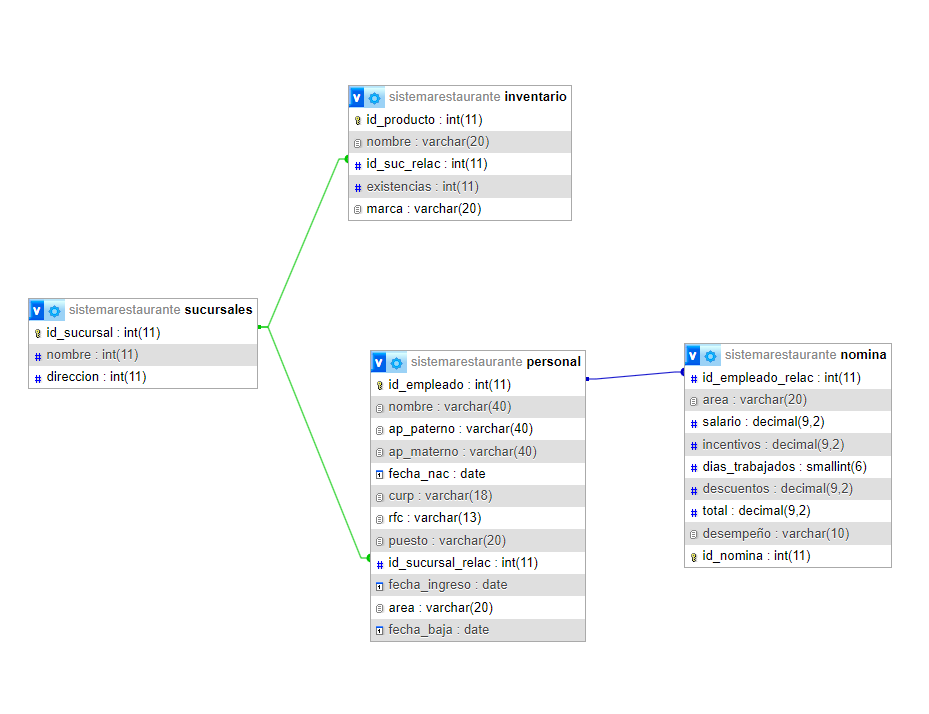 v sistemarestaurante inventario
id_producto : int(11)
nombre : varchar(20)
# id_suc_relac : int(11)
# existencias : int(11)
marca : varchar(20)
v sistemarestaurante sucursales
id_sucursal : int(11)
# nombre : int(11)
# direccion : int(11)
v sistemarestaurante personal
id_empleado : int(11)
nombre : varchar(40)
ap_paterno : varchar(40)
ap_materno : varchar(40)
fecha_nac : date
curp : varchar(18)
rfc : varchar(13)
puesto : varchar(20)
# id_sucursal_relac : int(11)
fecha_ingreso : date
area : varchar(20)
fecha_baja : date
v sistemarestaurante nomina
# id_empleado_relac : int(11)
area : varchar(20)
# salario : decimal(9,2)
# incentivos : decimal(9,2)
# dias_trabajados : smallint(6)
# descuentos : decimal(9,2)
# total : decimal(9,2)
desempeño : varchar(10)
id_nomina : int(11)